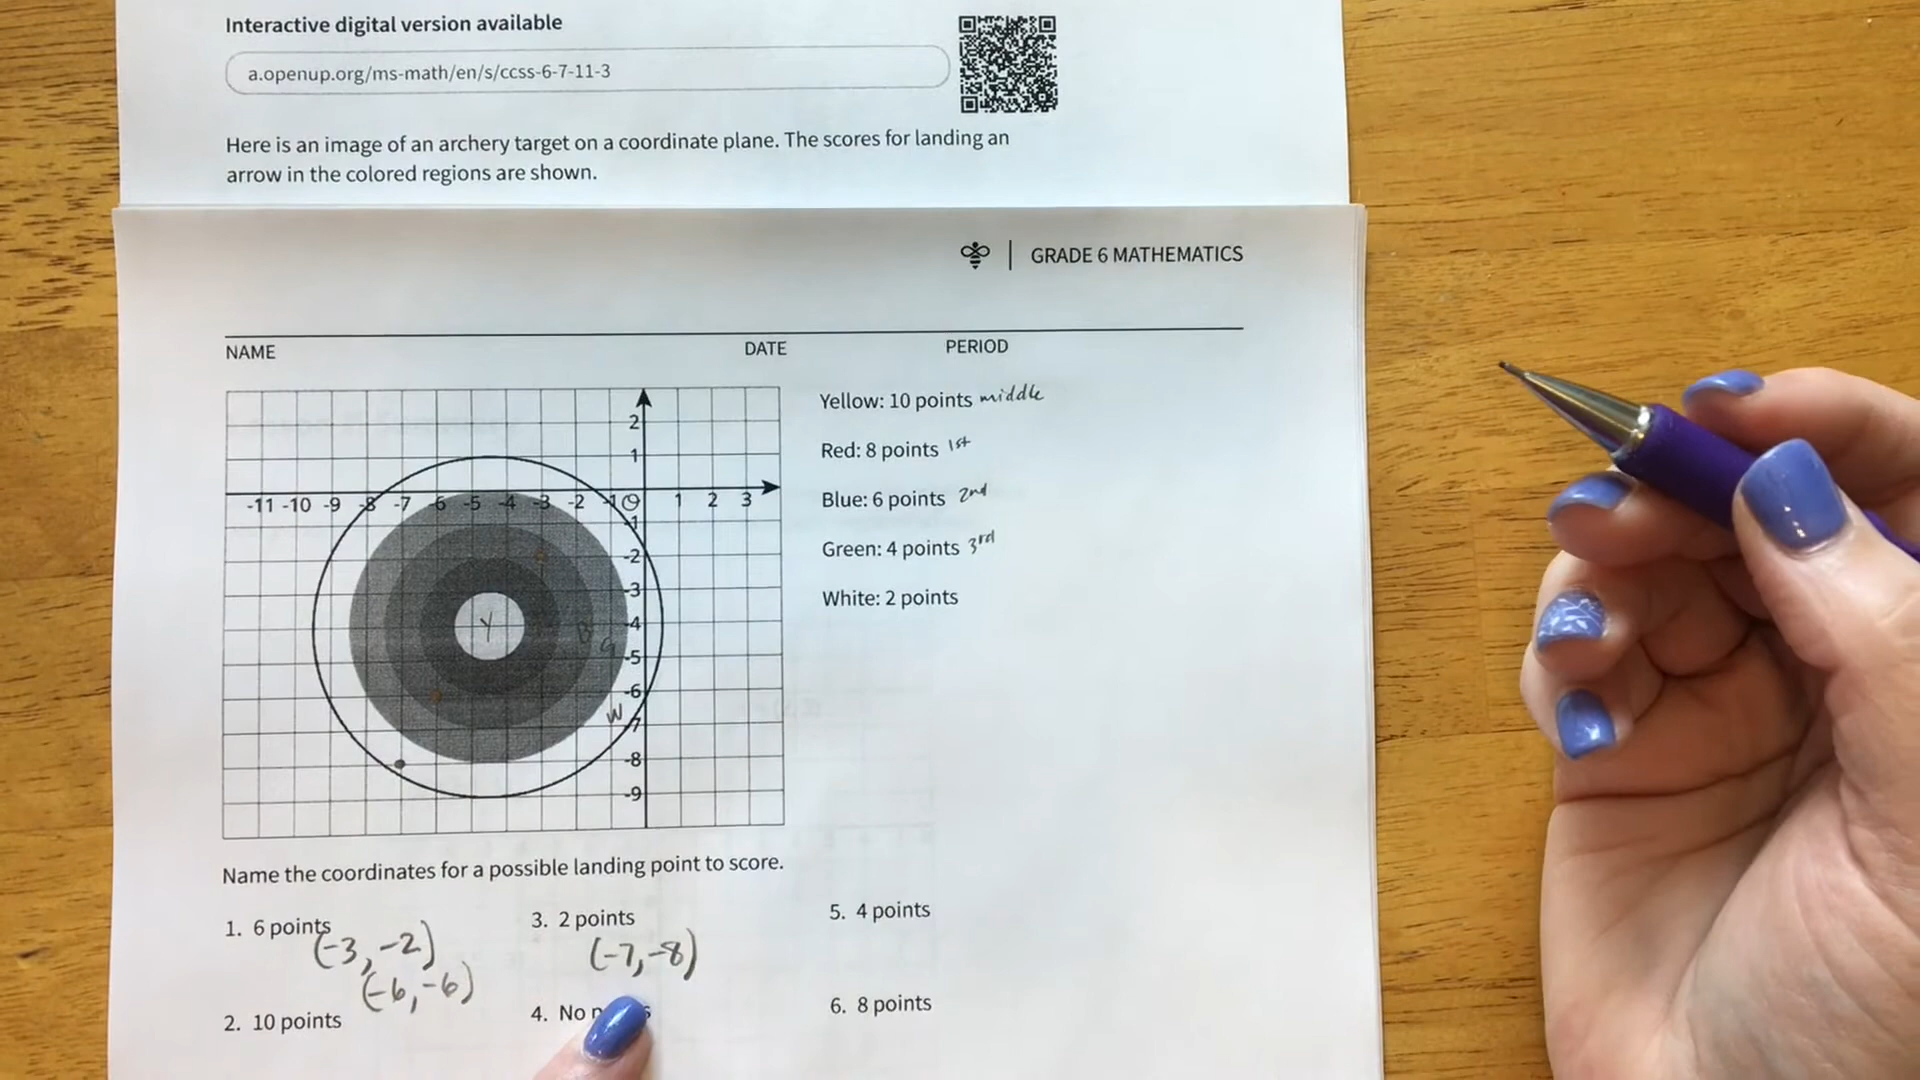 Interactive digital version available
a.openup.org/ms-math/en/s/ccss-6-7-11-3
Here is an image of an archery target on a coordinate plane. The scores for landing an
arrow in the colored regions are shown.
GRADE 6 MATHEMATICS
NAME DATE PERIOD
2
1
-11 -10 -9 -8 -7 -6 -5 -4 -3 -2 -1 O 1 2 3
-1
-2
-3
Y B -4
G
-5
-6
W -7
-8
-9
Yellow: 10 points middle
Red: 8 points 1st
Blue: 6 points 2nd
Green: 4 points 3rd
White: 2 points
Name the coordinates for a possible landing point to score.
1. 6 points
(-3, -2)
(-6, -6)
2. 10 points
3. 2 points
(-7, -8)
4. No
5. 4 points
6. 8 points